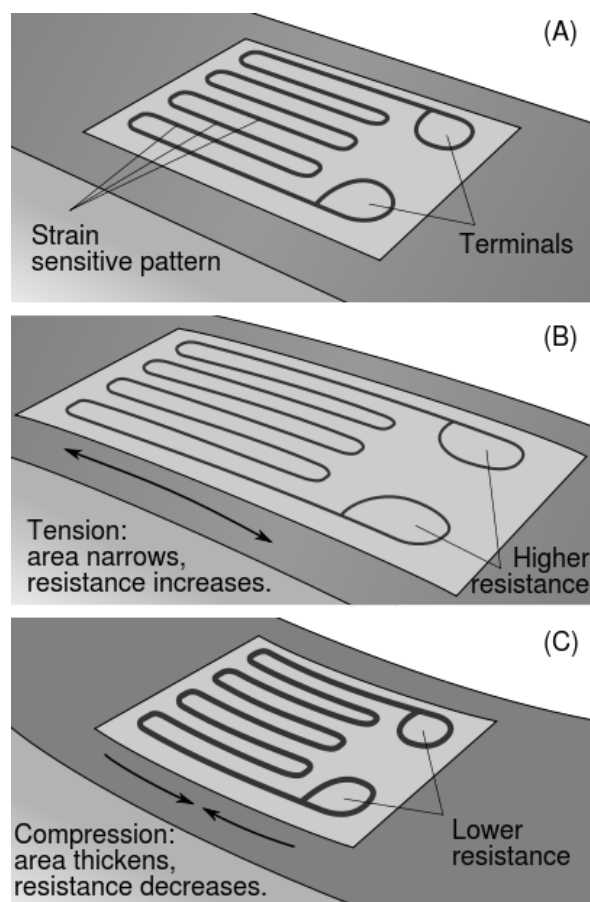 (A)
Strain
sensitive pattern
Terminals
(B)
Tension:
area narrows,
resistance increases.
Higher
resistance
(C)
Compression:
area thickens,
resistance decreases.
Lower
resistance